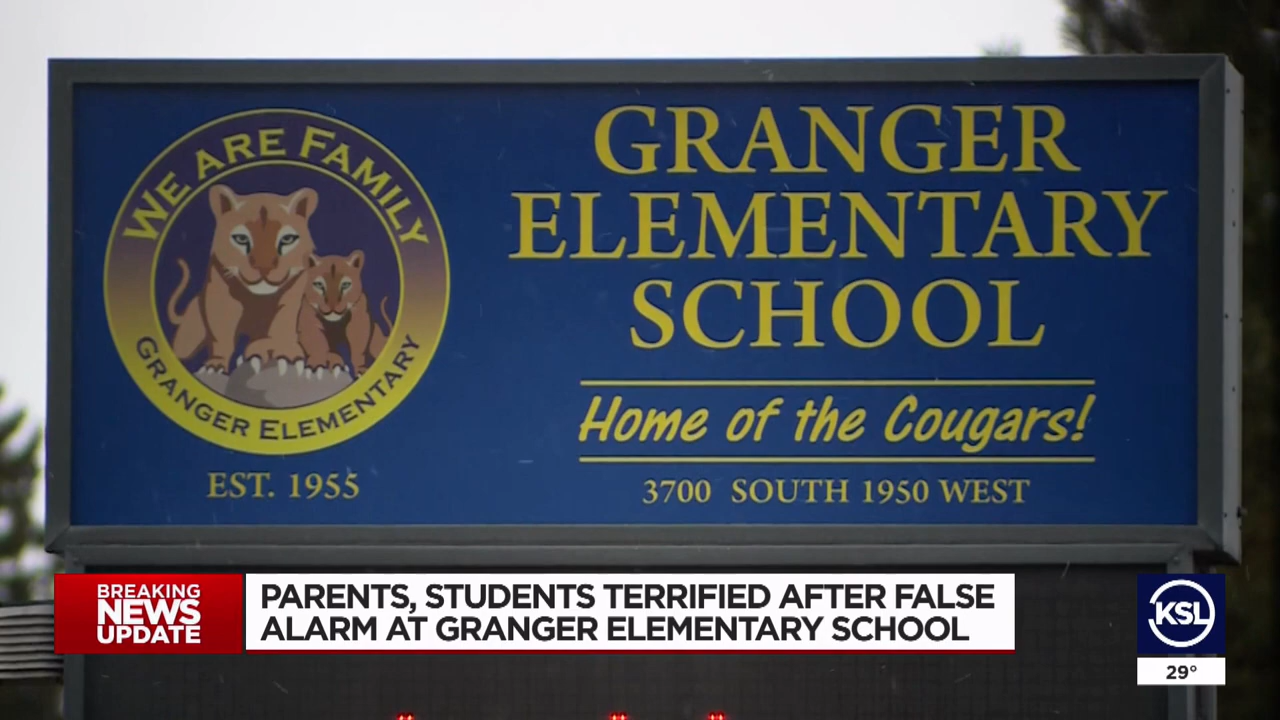 WE ARE FAMILY
GRANGER ELEMENTARY
EST. 1955
GRANGER
ELEMENTARY
SCHOOL
Home of the Cougars!
3700 SOUTH 1950 WEST
BREAKING
NEWS
UPDATE
PARENTS, STUDENTS TERRIFIED AFTER FALSE
ALARM AT GRANGER ELEMENTARY SCHOOL
KSL
29°